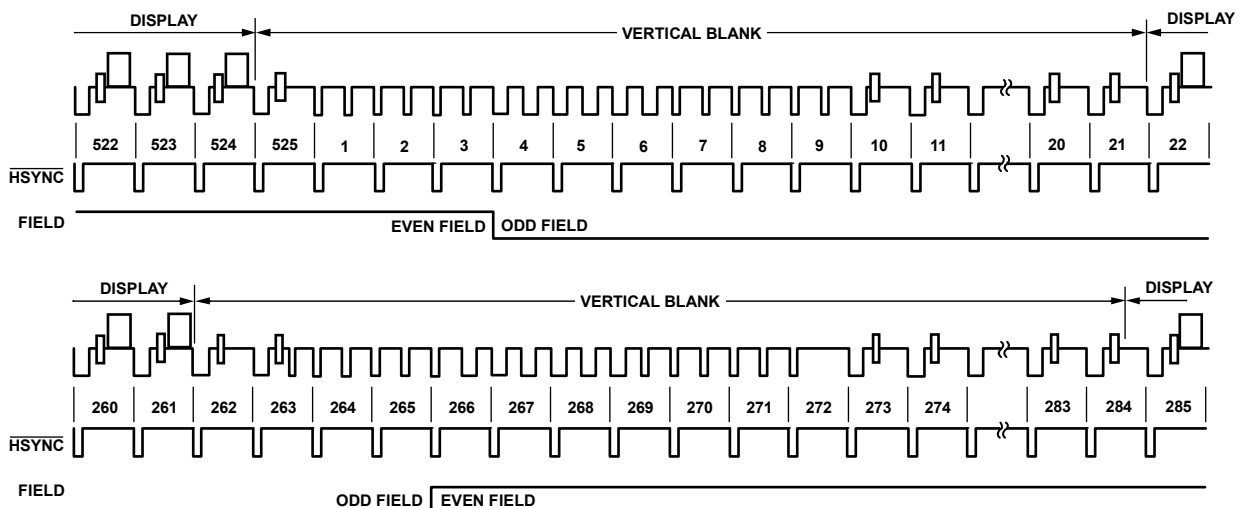 DISPLAY VERTICAL BLANK DISPLAY
522 523 524 525 1 2 3 4 5 6 7 8 9 10 11 20 21 22
HSYNC
FIELD EVEN FIELD ODD FIELD
DISPLAY VERTICAL BLANK DISPLAY
260 261 262 263 264 265 266 267 268 269 270 271 272 273 274 283 284 285
HSYNC
FIELD ODD FIELD EVEN FIELD